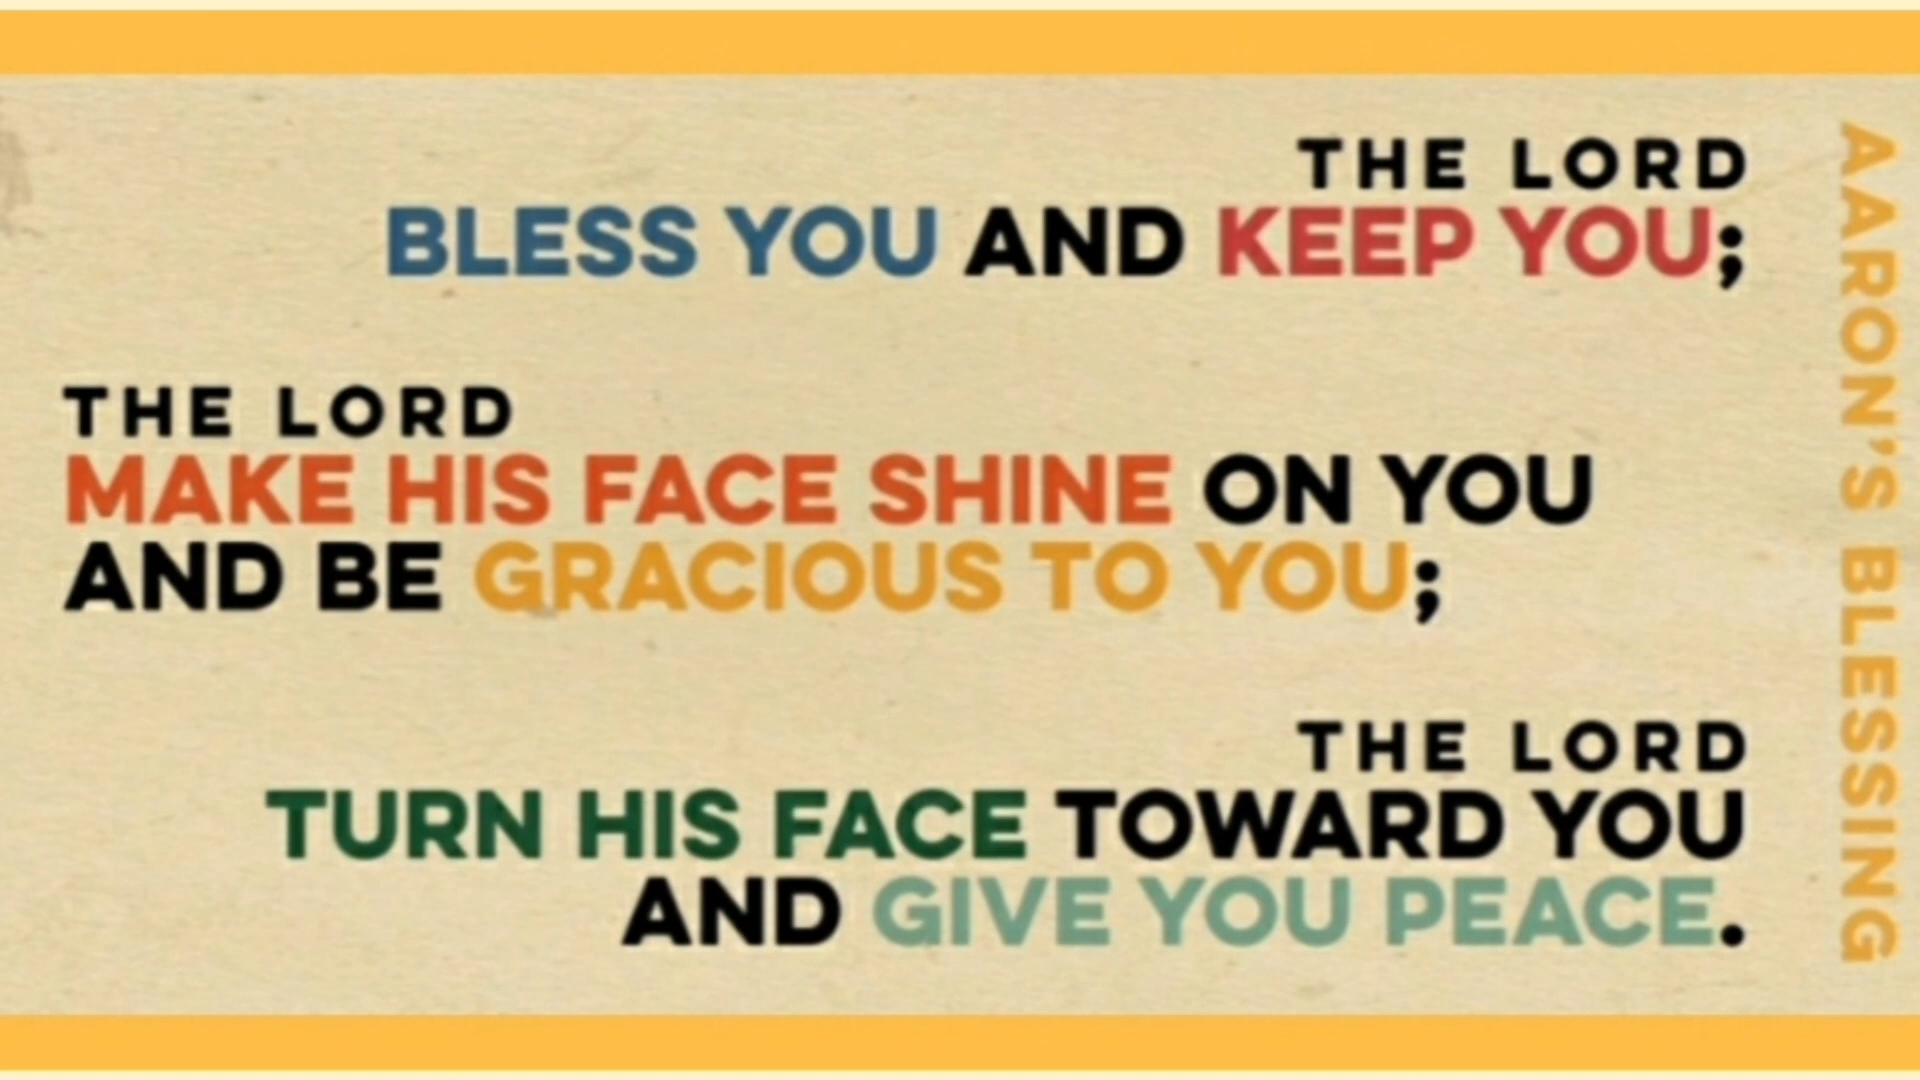 THE LORD
BLESS YOU AND KEEP YOU;
THE LORD
MAKE HIS FACE SHINE ON YOU
AND BE GRACIOUS TO YOU;
THE LORD
TURN HIS FACE TOWARD YOU
AND GIVE YOU PEACE.
AARON'S BLESSING